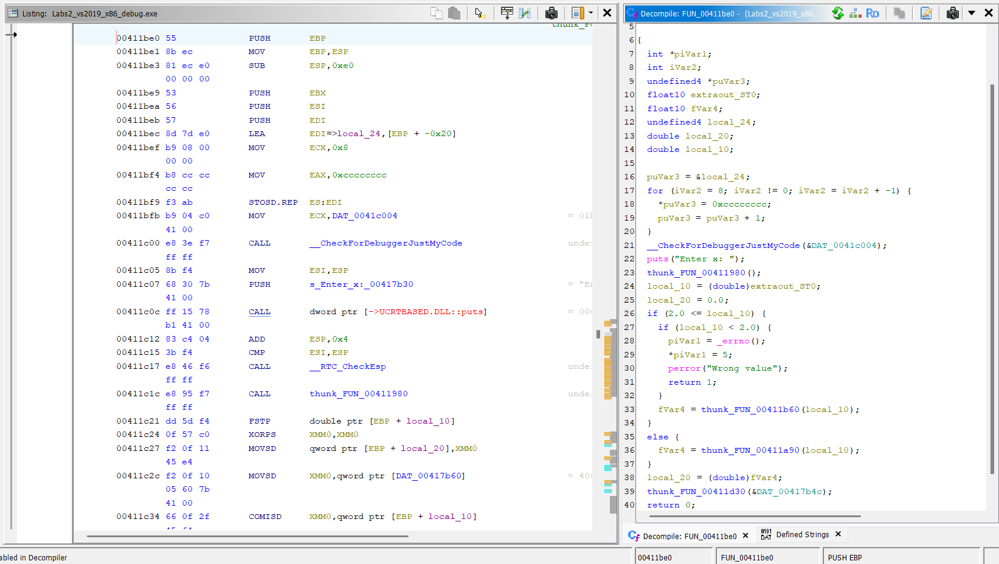 Listing: Labs2_vs2019_x86_debug.exe
00411be0 55 PUSH EBP
00411be1 8b ec MOV EBP,ESP
00411be3 81 ec e0 SUB ESP,0xe0
00 00 00
00411be9 53 PUSH EBX
00411bea 56 PUSH ESI
00411beb 57 PUSH EDI
00411bec 8d 7d e0 LEA EDI=>local_24,[EBP + -0x20]
00411bef b9 08 00 MOV ECX,0x8
00 00
00411bf4 b8 cc cc MOV EAX,0xcccccccc
cc cc
00411bf9 f3 ab STOSD.REP ES:EDI
00411bfb b9 04 c0 MOV ECX,DAT_0041c004
41 00
00411c00 e8 3e f7 CALL __CheckForDebuggerJustMyCode
ff ff
00411c05 8b f4 MOV ESI,ESP
00411c07 68 30 7b PUSH s_Enter_x:_00417b30 = "En
41 00
00411c0c ff 15 78 CALL dword ptr [->UCRTBASED.DLL::puts] = 000
b1 41 00
00411c12 83 c4 04 ADD ESP,0x4
00411c15 3b f4 CMP ESI,ESP
00411c17 e8 46 f6 CALL __RTC_CheckEsp
ff ff
00411c1c e8 95 f7 CALL thunk_FUN_00411980
ff ff
00411c21 dd 5d f4 FSTP double ptr [EBP + local_10]
00411c24 0f 57 c0 XORPS XMM0,XMM0
00411c27 f2 0f 11 MOVSD qword ptr [EBP + local_20],XMM0
45 e4
00411c2c f2 0f 10 MOVSD XMM0,qword ptr [DAT_00417b60] = 400
05 60 7b
41 00
00411c34 66 0f 2f COMISD XMM0,qword ptr [EBP + local_10]
Decompile: FUN_00411be0 - (Labs2_vs2019_x86...
Ro
5
6 {
7 int *piVar1;
8 int iVar2;
9 undefined4 *puVar3;
10 float10 extraout_ST0;
11 float10 fVar4;
12 undefined4 local_24;
13 double local_20;
14 double local_10;
15
16 puVar3 = &local_24;
17 for (iVar2 = 8; iVar2 != 0; iVar2 = iVar2 + -1) {
18 *puVar3 = 0xcccccccc;
19 puVar3 = puVar3 + 1;
20 }
21 __CheckForDebuggerJustMyCode(&DAT_0041c004);
22 puts("Enter x: ");
23 thunk_FUN_00411980();
24 local_10 = (double)extraout_ST0;
25 local_20 = 0.0;
26 if (2.0 <= local_10) {
27 if (local_10 < 2.0) {
28 piVar1 = _errno();
29 *piVar1 = 5;
30 perror("Wrong value");
31 return 1;
32 }
33 fVar4 = thunk_FUN_00411b60(local_10);
34 }
35 else {
36 fVar4 = thunk_FUN_00411a90(local_10);
37 }
38 local_20 = (double)fVar4;
39 thunk_FUN_00411d30(&DAT_00417b4c);
40 return 0;
Decompile: FUN_00411be0
0101 DAT Defined Strings
abled in Decompiler
00411be0 FUN_00411be0 PUSH EBP